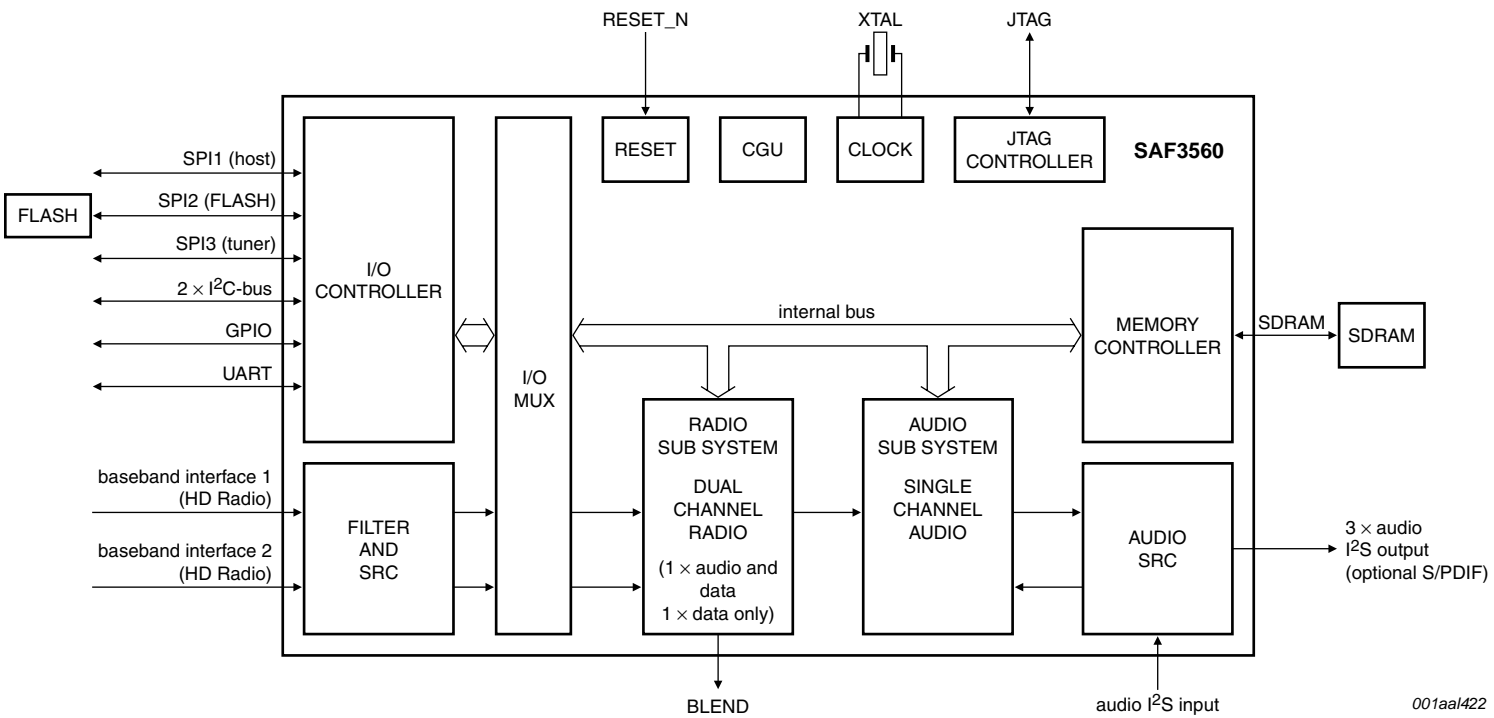 RESET_N
XTAL
JTAG
RESET
CGU
CLOCK
JTAG
CONTROLLER
SAF3560
SPI1 (host)
SPI2 (FLASH)
FLASH
SPI3 (tuner)
2 × I²C-bus
GPIO
UART
I/O
CONTROLLER
I/O
MUX
internal bus
MEMORY
CONTROLLER
SDRAM
SDRAM
baseband interface 1
(HD Radio)
baseband interface 2
(HD Radio)
FILTER
AND
SRC
RADIO
SUB SYSTEM
DUAL
CHANNEL
RADIO
(1 × audio and
data
1 × data only)
AUDIO
SUB SYSTEM
SINGLE
CHANNEL
AUDIO
AUDIO
SRC
3 × audio
I²S output
(optional S/PDIF)
BLEND
audio I²S input
001aal422